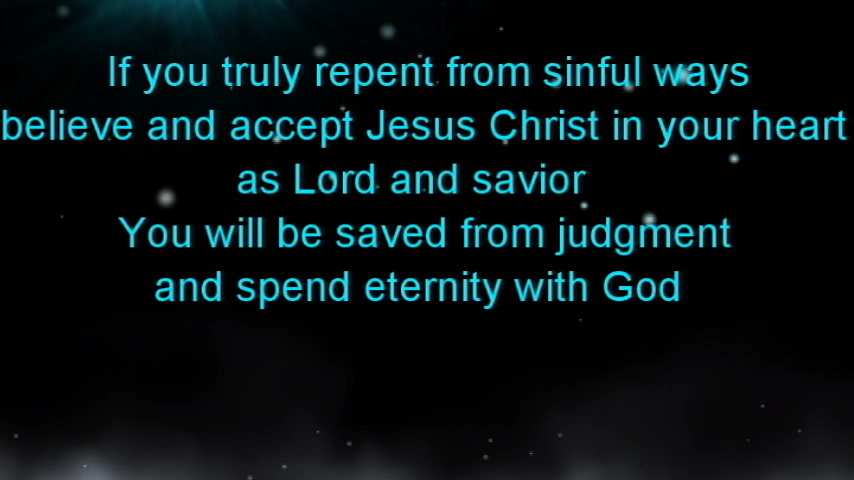 If you truly repent from sinful ways
believe and accept Jesus Christ in your heart
as Lord and savior
You will be saved from judgment
and spend eternity with God